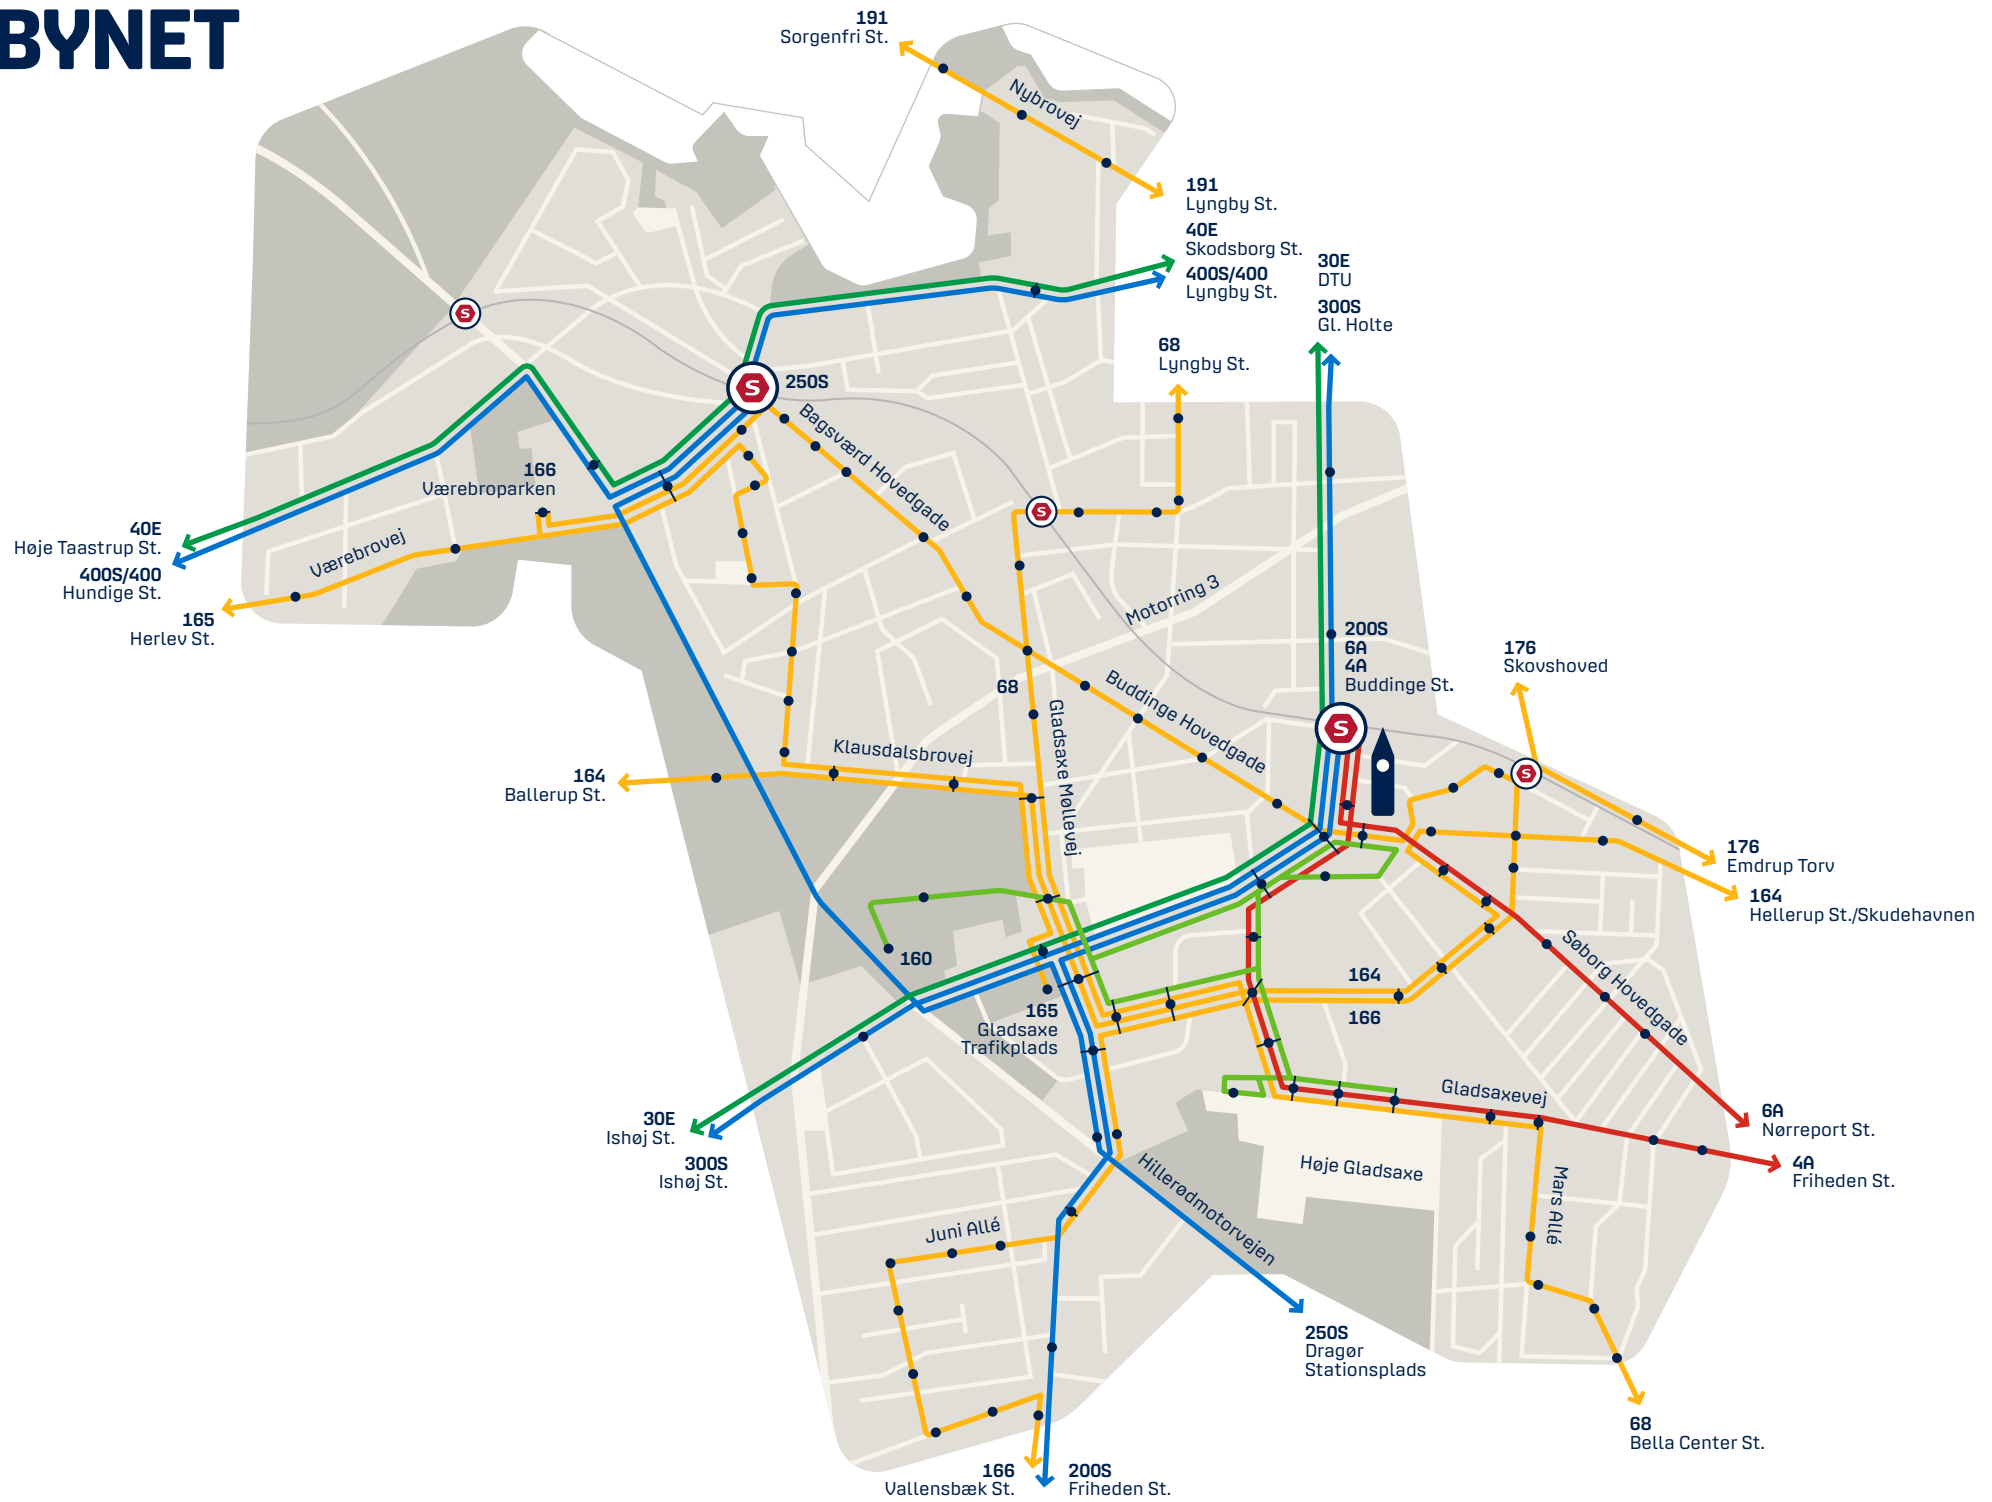 BYNET
191
Sorgenfri St.
Nybrovej
191
Lyngby St.
40E
Skodsborg St.
400S/400
Lyngby St.
30E
DTU
300S
Gl. Holte
68
Lyngby St.
S
S
250S
Bagsværd Hovedgade
166
Værebroparken
S
40E
Høje Taastrup St.
400S/400
Hundige St.
Værebrovej
165
Herlev St.
Motorring 3
200S
6A
4A
Buddinge St.
176
Skovshoved
68
Gladsaxe Møllevej
Buddinge Hovedgade
S
Klausdalsbrovej
164
Ballerup St.
S
176
Emdrup Torv
164
Hellerup St./Skudehavnen
160
Søborg Hovedgade
164
166
165
Gladsaxe
Trafikplads
Gladsaxevej
30E
Ishøj St.
300S
Ishøj St.
6A
Nørreport St.
4A
Friheden St.
Høje Gladsaxe
Hillerødmotorvejen
Mars Allé
Juni Allé
250S
Dragør
Stationsplads
68
Bella Center St.
166
Vallensbæk St.
200S
Friheden St.